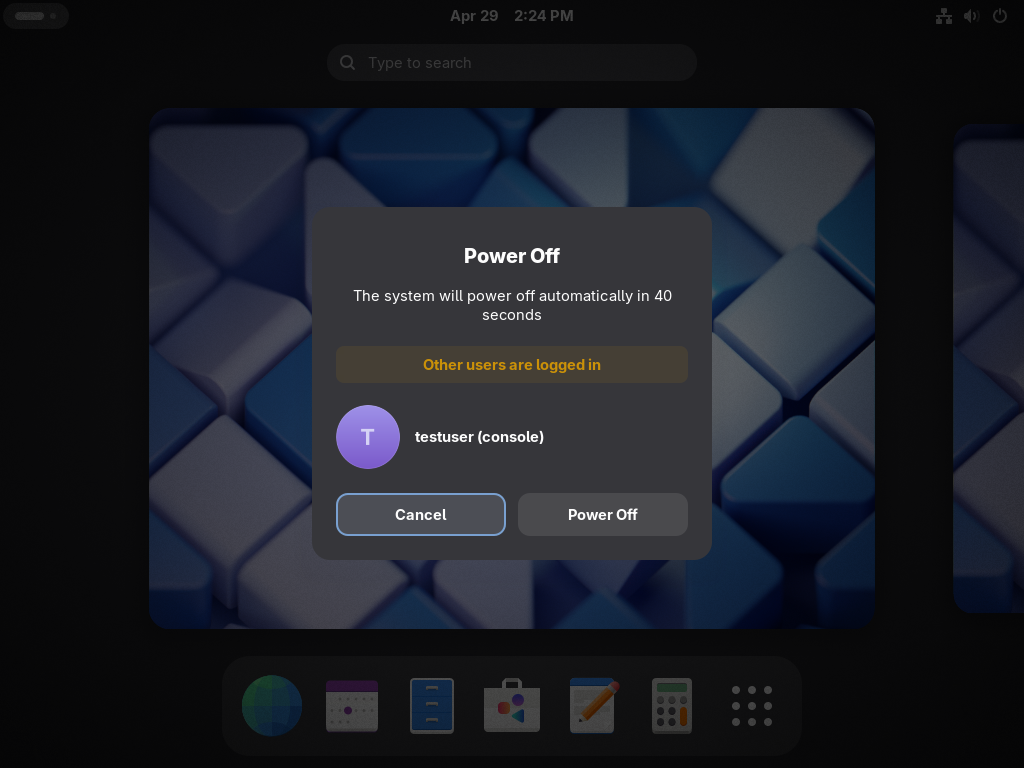 Apr 29 2:24 PM
Type to search
Power Off
The system will power off automatically in 40
seconds
Other users are logged in
T
testuser (console)
Cancel
Power Off